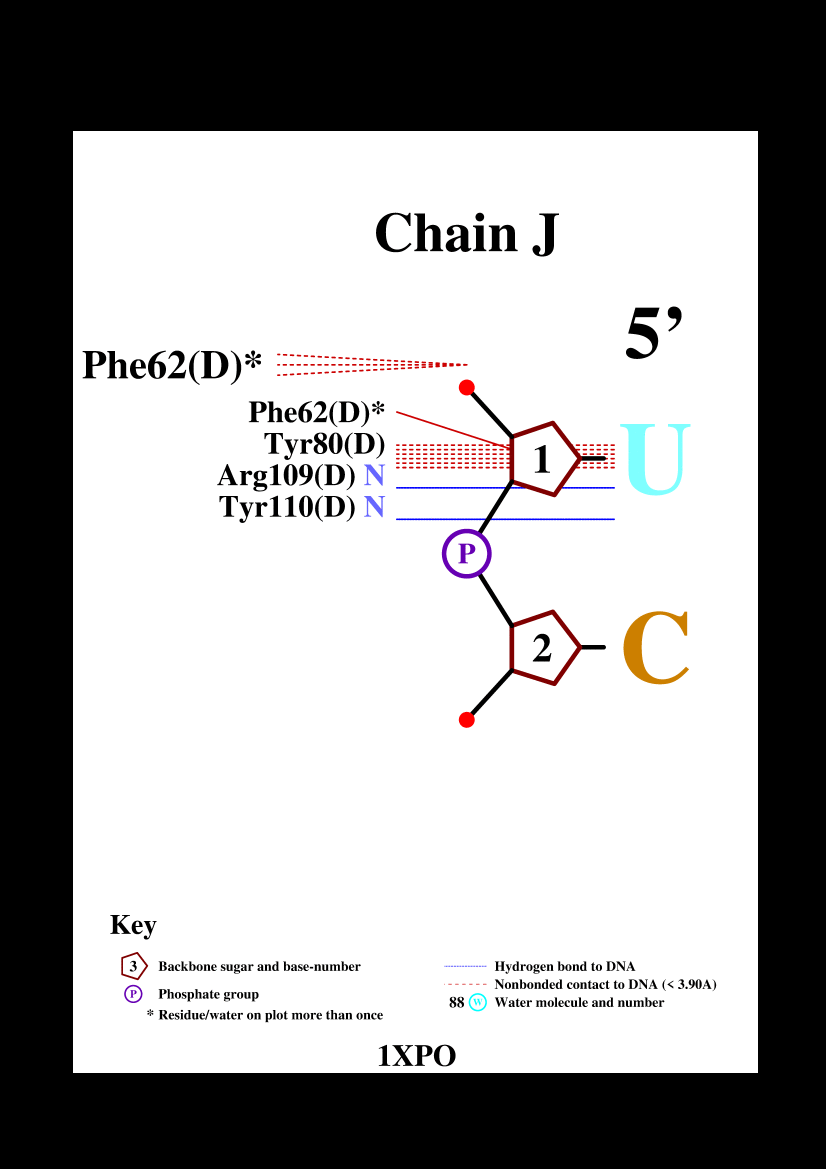 Chain J
5’
Phe62(D)*
Phe62(D)*
Tyr80(D)
1
U
Arg109(D) N
Tyr110(D) N
P
2
C
Key
3 Backbone sugar and base-number
P Phosphate group
* Residue/water on plot more than once
Hydrogen bond to DNA
Nonbonded contact to DNA (< 3.90A)
88 W Water molecule and number
1XPO